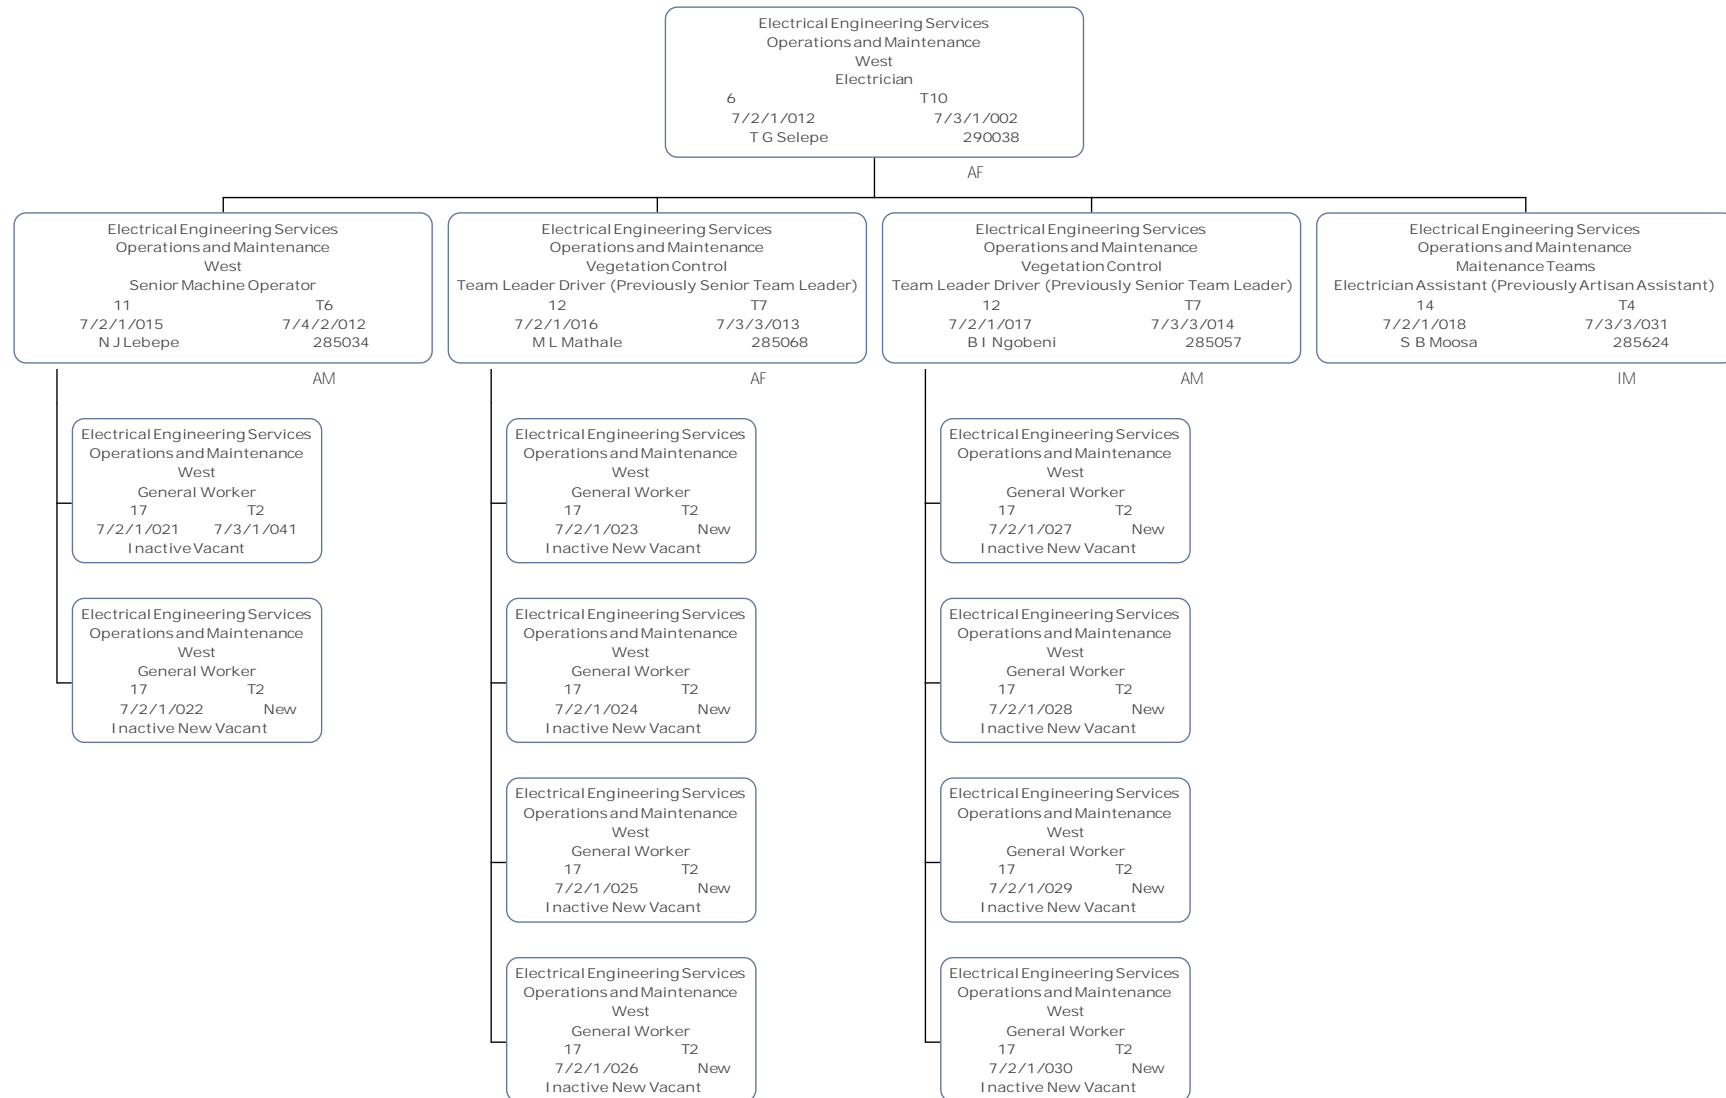 Electrical Engineering Services
Operations and Maintenance
West
Electrician
6 T10
7/2/1/012 7/3/1/002
T G Selepe 290038
AF
Electrical Engineering Services
Operations and Maintenance
West
Senior Machine Operator
11 T6
7/2/1/015 7/4/2/012
N J Lebepe 285034
AM
Electrical Engineering Services
Operations and Maintenance
Vegetation Control
Team Leader Driver (Previously Senior Team Leader)
12 T7
7/2/1/016 7/3/3/013
M L Mathale 285068
AF
Electrical Engineering Services
Operations and Maintenance
Vegetation Control
Team Leader Driver (Previously Senior Team Leader)
12 T7
7/2/1/017 7/3/3/014
B I Ngobeni 285057
AM
Electrical Engineering Services
Operations and Maintenance
Maitenance Teams
Electrician Assistant (Previously Artisan Assistant)
14 T4
7/2/1/018 7/3/3/031
S B Moosa 285624
IM
Electrical Engineering Services
Operations and Maintenance
West
General Worker
17 T2
7/2/1/021 7/3/1/041
Inactive Vacant
Electrical Engineering Services
Operations and Maintenance
West
General Worker
17 T2
7/2/1/022 New
Inactive New Vacant
Electrical Engineering Services
Operations and Maintenance
West
General Worker
17 T2
7/2/1/023 New
Inactive New Vacant
Electrical Engineering Services
Operations and Maintenance
West
General Worker
17 T2
7/2/1/024 New
Inactive New Vacant
Electrical Engineering Services
Operations and Maintenance
West
General Worker
17 T2
7/2/1/025 New
Inactive New Vacant
Electrical Engineering Services
Operations and Maintenance
West
General Worker
17 T2
7/2/1/026 New
Inactive New Vacant
Electrical Engineering Services
Operations and Maintenance
West
General Worker
17 T2
7/2/1/027 New
Inactive New Vacant
Electrical Engineering Services
Operations and Maintenance
West
General Worker
17 T2
7/2/1/028 New
Inactive New Vacant
Electrical Engineering Services
Operations and Maintenance
West
General Worker
17 T2
7/2/1/029 New
Inactive New Vacant
Electrical Engineering Services
Operations and Maintenance
West
General Worker
17 T2
7/2/1/030 New
Inactive New Vacant